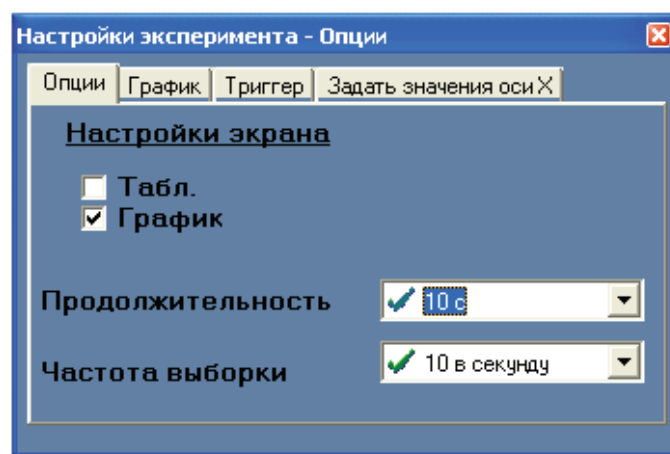 Настройки эксперимента - Опции
Опции График Триггер Задать значения оси X
Настройки экрана
Табл.
График
Продолжительность 10 с
Частота выборки 10 в секунду